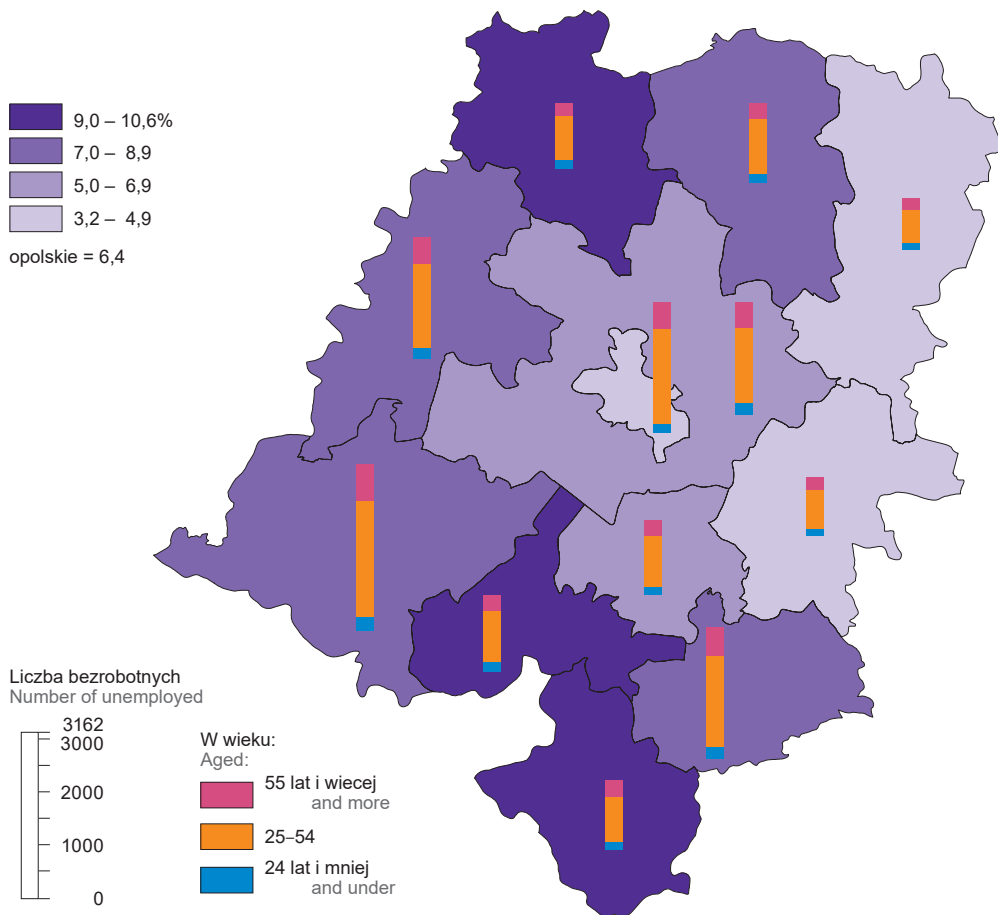 9,0 – 10,6%
7,0 – 8,9
5,0 – 6,9
3,2 – 4,9
opolskie = 6,4
Liczba bezrobotnych
Number of unemployed
3162
3000
2000
1000
0
W wieku:
Aged:
55 lat i wiecej
and more
25–54
24 lat i mniej
and under